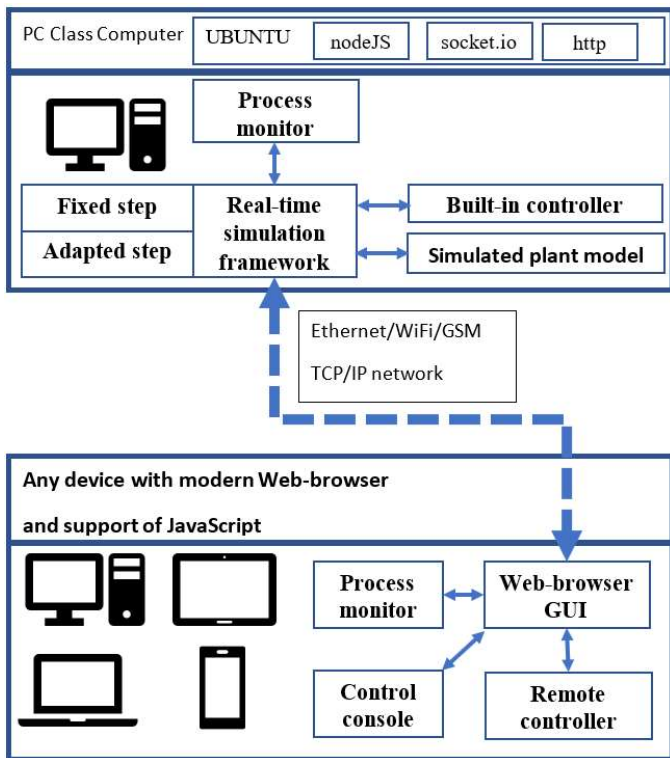 PC Class Computer
UBUNTU
nodeJS
socket.io
http
Process
monitor
Fixed step
Adapted step
Real-time
simulation
framework
Built-in controller
Simulated plant model
Ethernet/WiFi/GSM
TCP/IP network
Any device with modern Web-browser
and support of JavaScript
Process
monitor
Web-browser
GUI
Control
console
Remote
controller